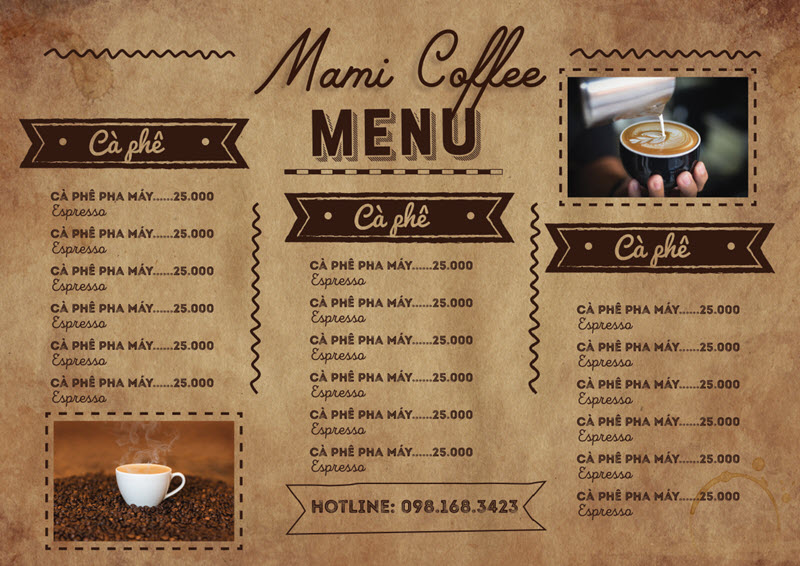 Mami Coffee
MENU
Cà phê
CÀ PHÊ PHA MÁY......25.000
Espresso
CÀ PHÊ PHA MÁY......25.000
Espresso
CÀ PHÊ PHA MÁY......25.000
Espresso
CÀ PHÊ PHA MÁY......25.000
Espresso
CÀ PHÊ PHA MÁY......25.000
Espresso
CÀ PHÊ PHA MÁY......25.000
Espresso
Cà phê
CÀ PHÊ PHA MÁY......25.000
Espresso
CÀ PHÊ PHA MÁY......25.000
Espresso
CÀ PHÊ PHA MÁY......25.000
Espresso
CÀ PHÊ PHA MÁY......25.000
Espresso
CÀ PHÊ PHA MÁY......25.000
Espresso
CÀ PHÊ PHA MÁY......25.000
Espresso
HOTLINE: 098.168.3423
Cà phê
CÀ PHÊ PHA MÁY......25.000
Espresso
CÀ PHÊ PHA MÁY......25.000
Espresso
CÀ PHÊ PHA MÁY......25.000
Espresso
CÀ PHÊ PHA MÁY......25.000
Espresso
CÀ PHÊ PHA MÁY......25.000
Espresso
CÀ PHÊ PHA MÁY......25.000
Espresso